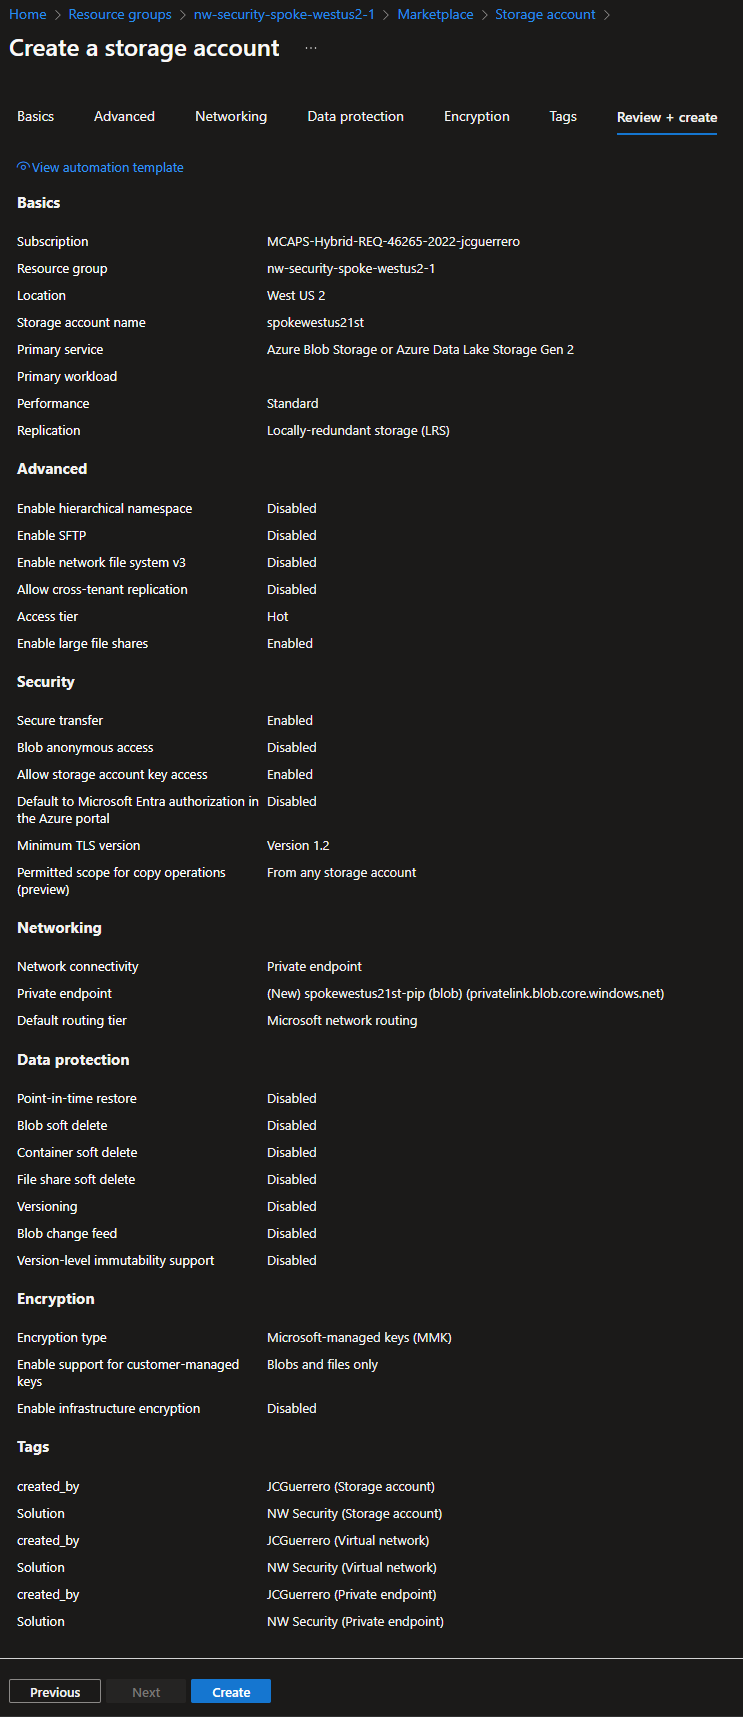 Home > Resource groups > nw-security-spoke-westus2-1 > Marketplace > Storage account >
Create a storage account ...
Basics Advanced Networking Data protection Encryption Tags Review + create
View automation template
Basics
Subscription MCAPS-Hybrid-REQ-46265-2022-jcguerrero
Resource group nw-security-spoke-westus2-1
Location West US 2
Storage account name spokewestus21st
Primary service Azure Blob Storage or Azure Data Lake Storage Gen 2
Primary workload
Performance Standard
Replication Locally-redundant storage (LRS)
Advanced
Enable hierarchical namespace Disabled
Enable SFTP Disabled
Enable network file system v3 Disabled
Allow cross-tenant replication Disabled
Access tier Hot
Enable large file shares Enabled
Security
Secure transfer Enabled
Blob anonymous access Disabled
Allow storage account key access Enabled
Default to Microsoft Entra authorization in Disabled
the Azure portal
Minimum TLS version Version 1.2
Permitted scope for copy operations From any storage account
(preview)
Networking
Network connectivity Private endpoint
Private endpoint (New) spokewestus21st-pip (blob) (privatelink.blob.core.windows.net)
Default routing tier Microsoft network routing
Data protection
Point-in-time restore Disabled
Blob soft delete Disabled
Container soft delete Disabled
File share soft delete Disabled
Versioning Disabled
Blob change feed Disabled
Version-level immutability support Disabled
Encryption
Encryption type Microsoft-managed keys (MMK)
Enable support for customer-managed Blobs and files only
keys
Enable infrastructure encryption Disabled
Tags
created_by JCGuerrero (Storage account)
Solution NW Security (Storage account)
created_by JCGuerrero (Virtual network)
Solution NW Security (Virtual network)
created_by JCGuerrero (Private endpoint)
Solution NW Security (Private endpoint)
Previous Next Create